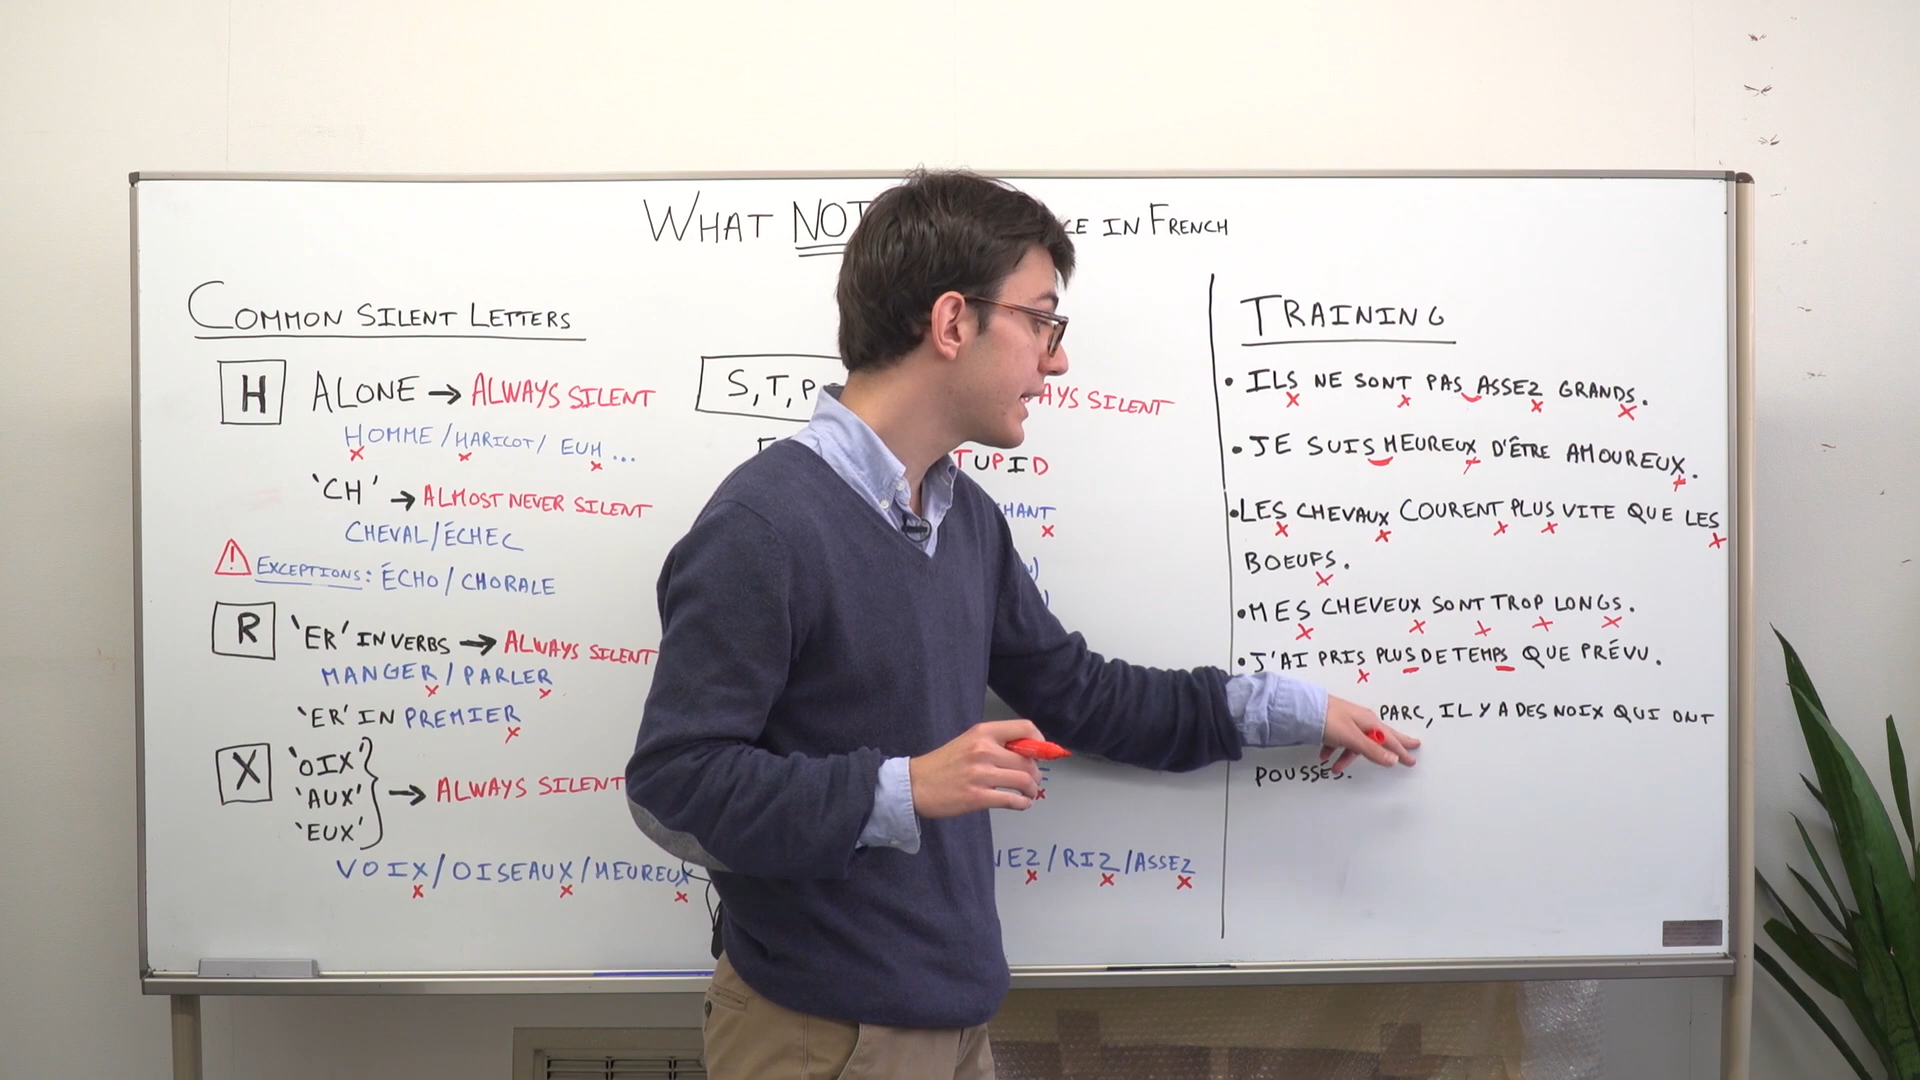 WHAT NOT CE IN FRENCH
COMMON SILENT LETTERS
H ALONE → ALWAYS SILENT
HOMME / HARICOT / EUH ...
'CH' → ALMOST NEVER SILENT
CHEVAL / ÉCHEC
! EXCEPTIONS: ÉCHO / CHORALE
R 'ER' IN VERBS → ALWAYS SILENT
MANGER / PARLER
'ER' IN PREMIER
X 'OIX'
'AUX' → ALWAYS SILENT
'EUX'
VOIX / OISEAUX / HEUREUX
S, T, P AYS SILENT
TUPID
CHANT
NEZ / RIZ / ASSEZ
TRAINING
• ILS NE SONT PAS ASSEZ GRANDS.
• JE SUIS HEUREUX D'ÊTRE AMOUREUX.
• LES CHEVAUX COURENT PLUS VITE QUE LES
BOEUFS.
• MES CHEVEUX SONT TROP LONGS.
• J'AI PRIS PLUS DE TEMPS QUE PRÉVU.
PARC, IL Y A DES NOIX QUI ONT
POUSSÉS.